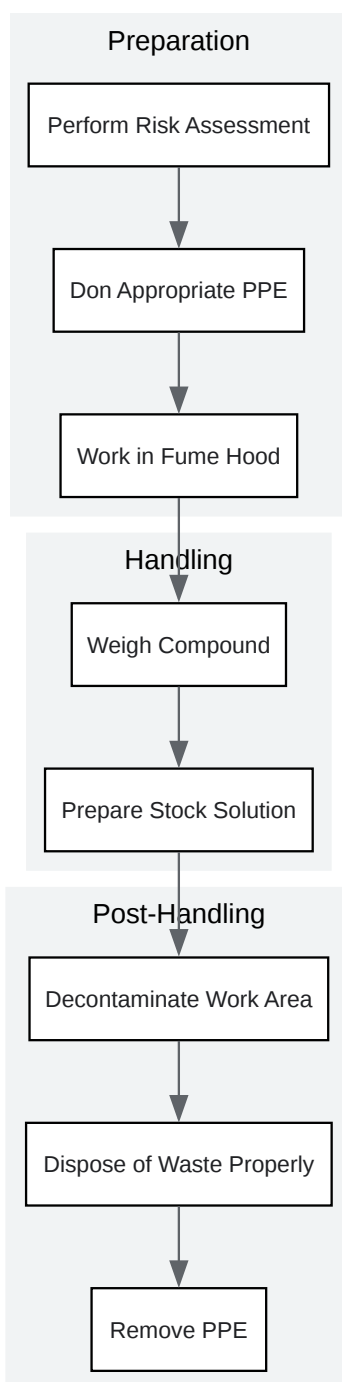 Preparation
Perform Risk Assessment
Don Appropriate PPE
Work in Fume Hood
Handling
Weigh Compound
Prepare Stock Solution
Post-Handling
Decontaminate Work Area
Dispose of Waste Properly
Remove PPE